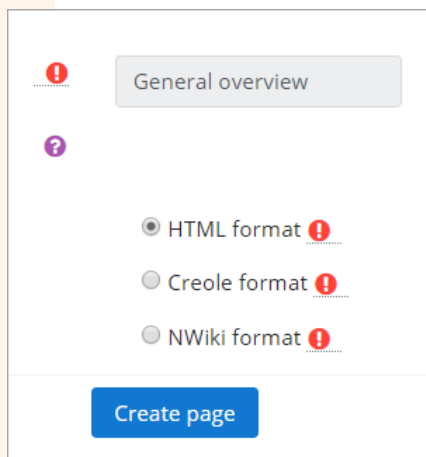 General overview
HTML format
Creole format
NWiki format
Create page